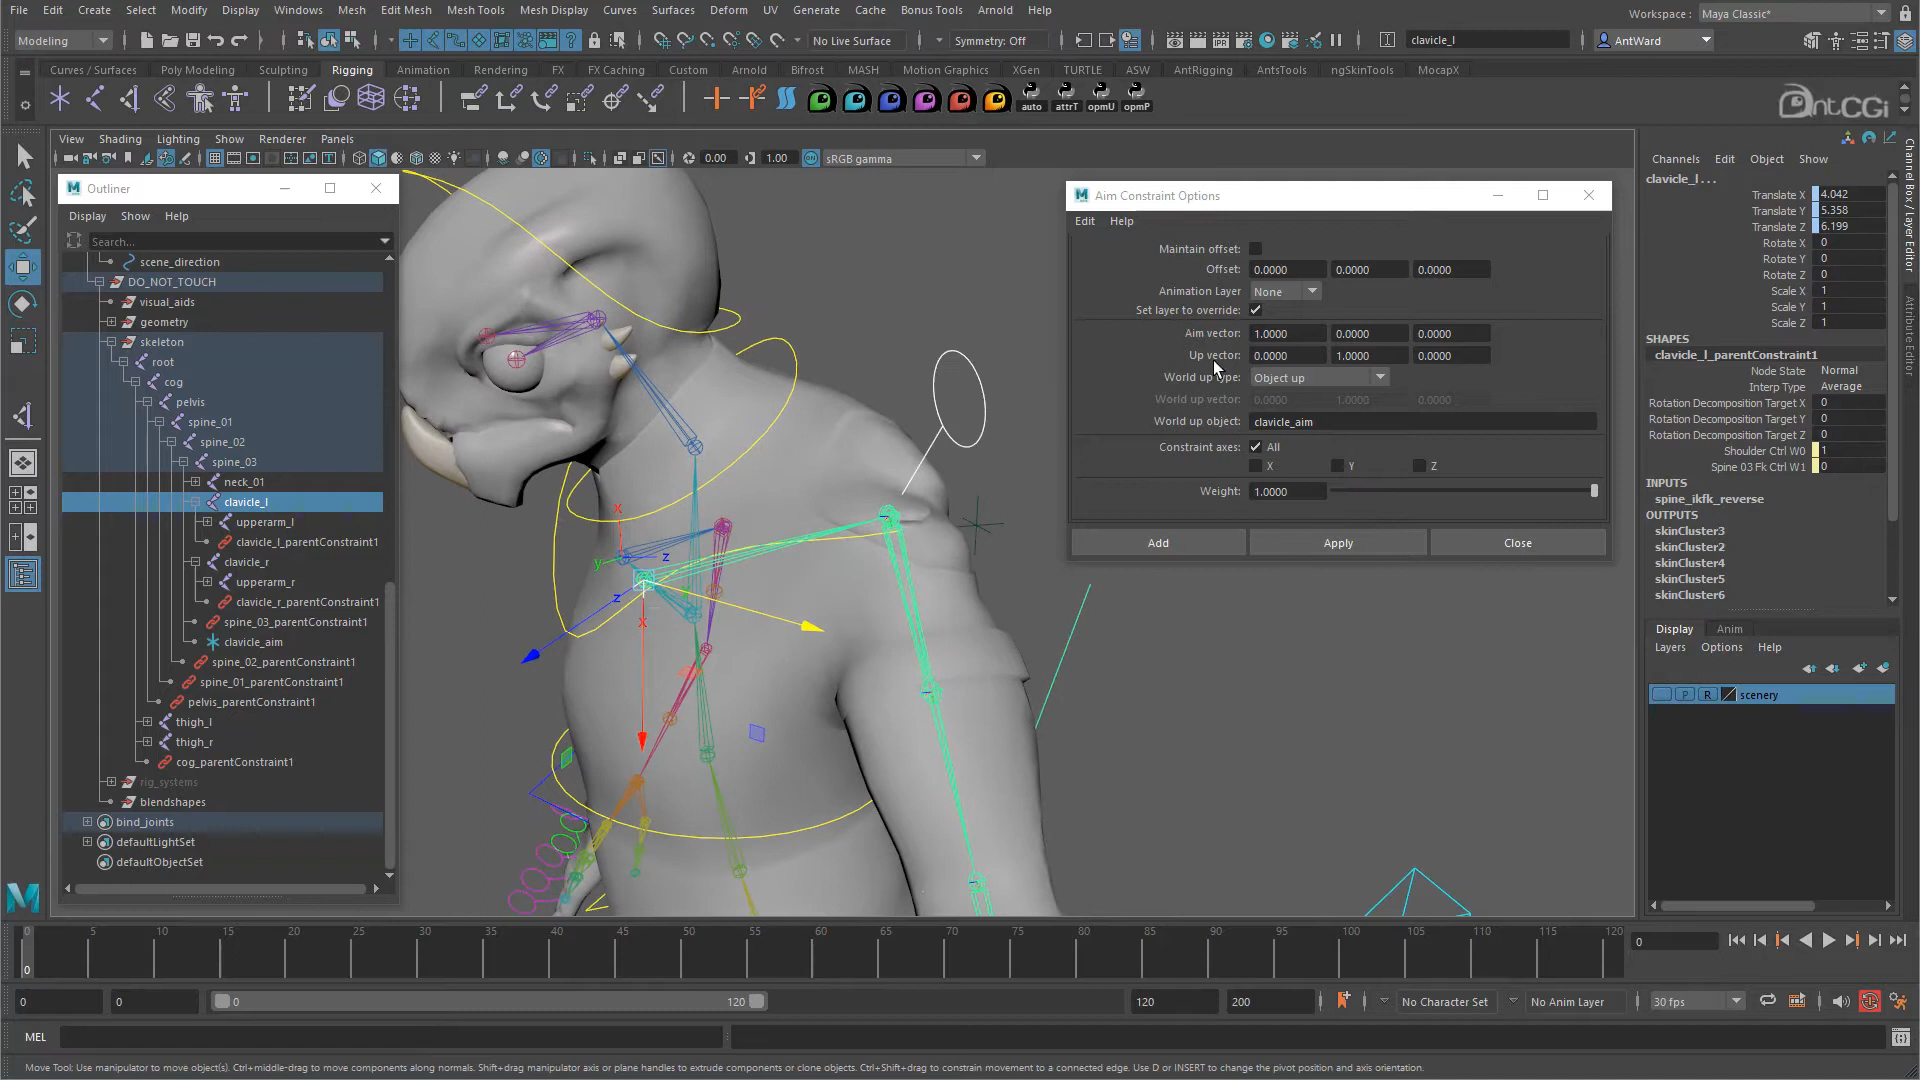 File Edit Create Select Modify Display Windows Mesh Edit Mesh Mesh Tools Mesh Display Curves Surfaces Deform UV Generate Cache Bonus Tools Arnold Help
Workspace : Maya Classic*
Modeling
No Live Surface
Symmetry: Off
clavicle_l
AntWard
Curves / Surfaces Poly Modeling Sculpting Rigging Animation Rendering FX FX Caching Custom Arnold Bifrost MASH Motion Graphics XGen TURTLE ASW AntRigging AntsTools ngSkinTools MocapX
auto attrT opmU opmP
AntCGi
View Shading Lighting Show Renderer Panels
0.00 1.00 sRGB gamma
Outliner
Display Show Help
Search...
scene_direction
DO_NOT_TOUCH
visual_aids
geometry
skeleton
root
cog
pelvis
spine_01
spine_02
spine_03
neck_01
clavicle_l
upperarm_l
clavicle_l_parentConstraint1
clavicle_r
upperarm_r
clavicle_r_parentConstraint1
spine_03_parentConstraint1
clavicle_aim
spine_02_parentConstraint1
spine_01_parentConstraint1
pelvis_parentConstraint1
thigh_l
thigh_r
cog_parentConstraint1
rig_systems
blendshapes
bind_joints
defaultLightSet
defaultObjectSet
x
y
z
z
x
Aim Constraint Options
Edit Help
Maintain offset:
Offset: 0.0000 0.0000 0.0000
Animation Layer None
Set layer to override:
Aim vector: 1.0000 0.0000 0.0000
Up vector: 0.0000 1.0000 0.0000
World up type: Object up
World up vector: 0.0000 1.0000 0.0000
World up object: clavicle_aim
Constraint axes: All
X Y Z
Weight: 1.0000
Add Apply Close
Channels Edit Object Show
clavicle_l . . .
Translate X 4.042
Translate Y 5.358
Translate Z 6.199
Rotate X 0
Rotate Y 0
Rotate Z 0
Scale X 1
Scale Y 1
Scale Z 1
SHAPES
clavicle_l_parentConstraint1
Node State Normal
Interp Type Average
Rotation Decomposition Target X 0
Rotation Decomposition Target Y 0
Rotation Decomposition Target Z 0
Shoulder Ctrl W0 1
Spine 03 Fk Ctrl W1 0
INPUTS
spine_ikfk_reverse
OUTPUTS
skinCluster3
skinCluster2
skinCluster4
skinCluster5
skinCluster6
Display Anim
Layers Options Help
P R scenery
Channel Box / Layer Editor
Attribute Editor
0 5 10 15 20 25 30 35 40 45 50 55 60 65 70 75 80 85 90 95 100 105 110 115 120
0
0
0 0 0 120 120 200 No Character Set No Anim Layer 30 fps
MEL
Move Tool: Use manipulator to move object(s). Ctrl+middle-drag to move components along normals. Shift+drag manipulator axis or plane handles to extrude components or clone objects. Ctrl+Shift+drag to constrain movement to a connected edge. Use D or INSERT to change the pivot position and axis orientation.